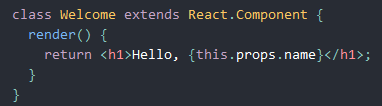 class Welcome extends React.Component {
  render() {
    return <h1>Hello, {this.props.name}</h1>;
  }
}